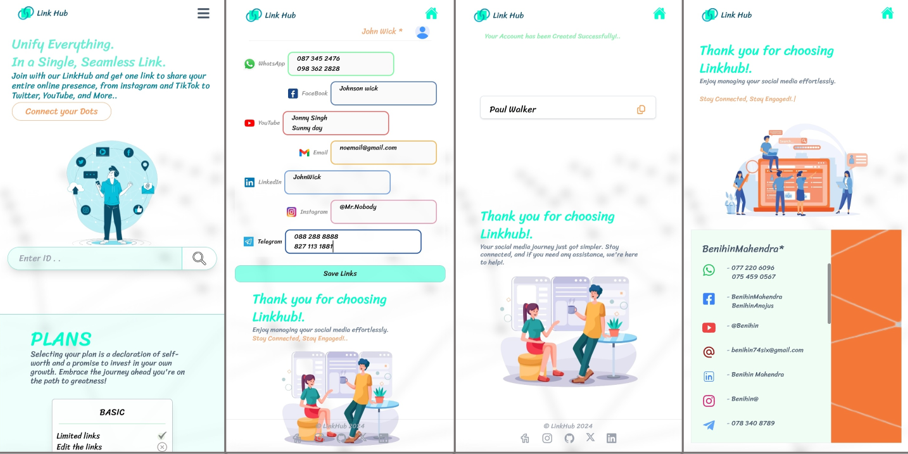 Link Hub
Unify Everything.
In a Single, Seamless Link.
Join with our LinkHub and get one link to share your
entire online presence, from Instagram and TikTok to
Twitter, YouTube, and More..
Connect your Dots
Enter ID . .
PLANS
Selecting your plan is a declaration of self-
worth and a promise to invest in your own
growth. Embrace the journey ahead you're on
the path to greatness!
BASIC
Limited links
Edit the links
Link Hub
John Wick *
WhatsApp
087 345 2476
098 362 2828
FaceBook
Johnson wick
YouTube
Jonny Singh
Sunny day
Email
noemail@gmail.com
LinkedIn
JohnWick
Instagram
@Mr.Nobody
Telegram
088 288 8888
827 113 1881
Save Links
Thank you for choosing
Linkhub!.
Enjoy managing your social media effortlessly.
Stay Connected, Stay Engaged!..
© LinkHub 2024
Link Hub
Your Account has been Created Successfully!..
Paul Walker
Thank you for choosing
Linkhub!.
Your social media journey just got simpler. Stay
connected, and if you need any assistance, we're here
to help!.
© LinkHub 2024
Link Hub
Thank you for choosing
Linkhub!.
Enjoy managing your social media effortlessly.
Stay Connected, Stay Engaged!.|
BenihinMahendra*
- 077 220 6096
075 459 0567
- BenihinMahendra
BenihinAnajus
- @Benihin
- benihin74six@gmail.com
- Benihin Mahendra
- Benihin@
- 078 340 8789